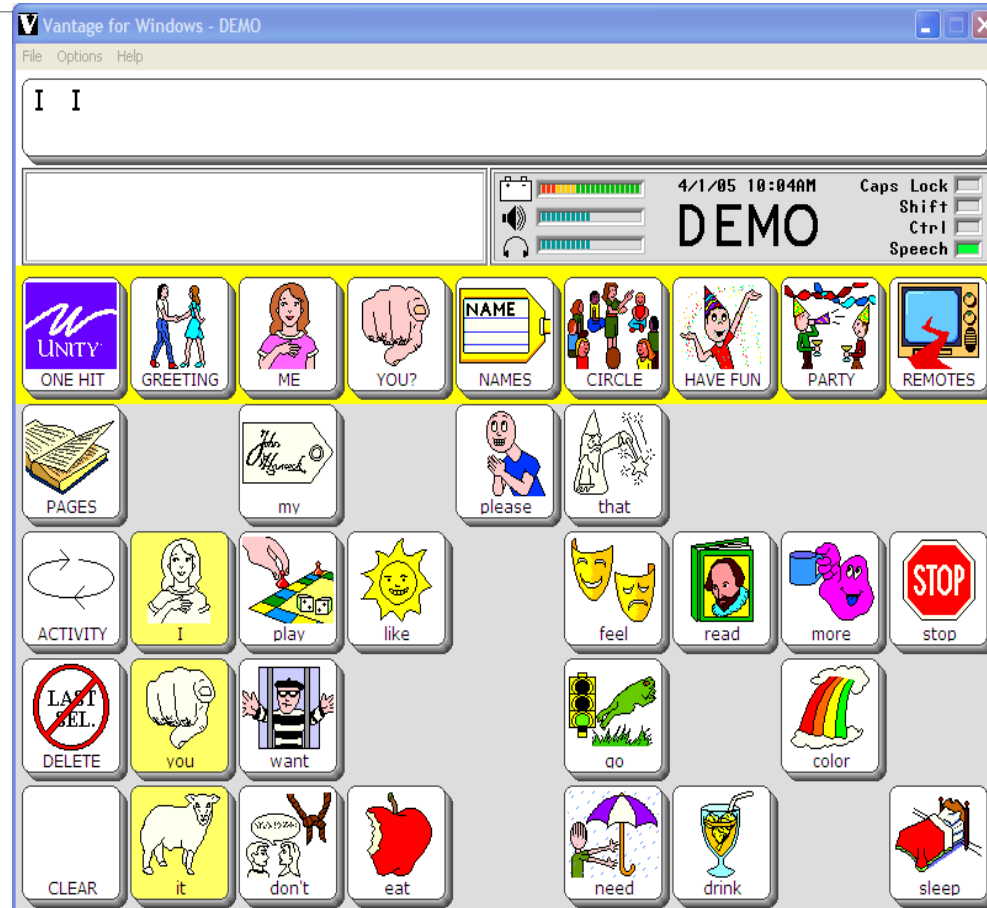 V Vantage for Windows - DEMO
File Options Help
I I
4/1/05 10:04AM
DEMO
Caps Lock
Shift
Ctrl
Speech
UNITY
ONE HIT
GREETING
ME
YOU?
NAME
NAMES
CIRCLE
HAVE FUN
PARTY
REMOTES
PAGES
John Hancock
my
please
that
ACTIVITY
I
play
like
feel
read
more
STOP
stop
LAST
SEL.
DELETE
you
want
go
color
CLEAR
it
don't
eat
need
drink
sleep